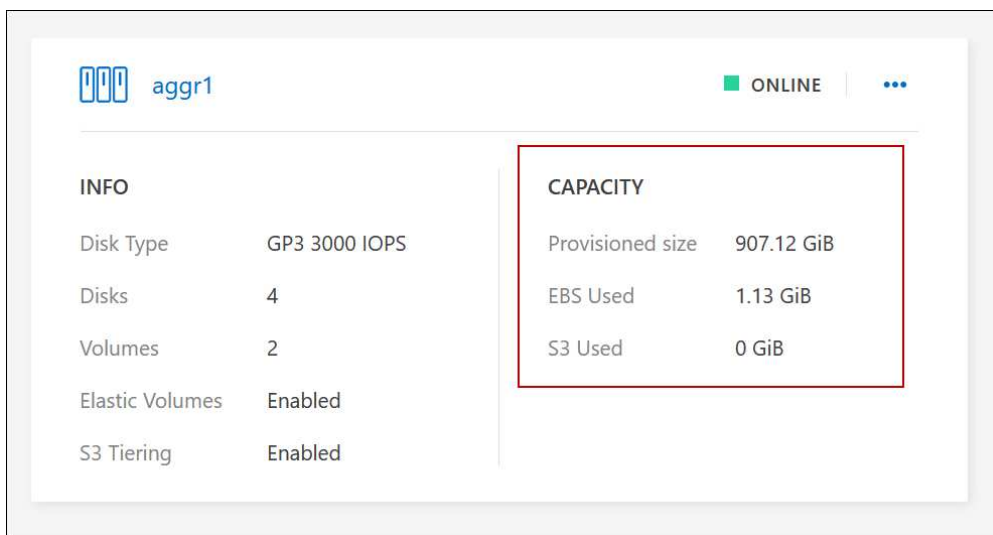 aggr1
ONLINE
INFO
Disk Type GP3 3000 IOPS
Disks 4
Volumes 2
Elastic Volumes Enabled
S3 Tiering Enabled
CAPACITY
Provisioned size 907.12 GiB
EBS Used 1.13 GiB
S3 Used 0 GiB